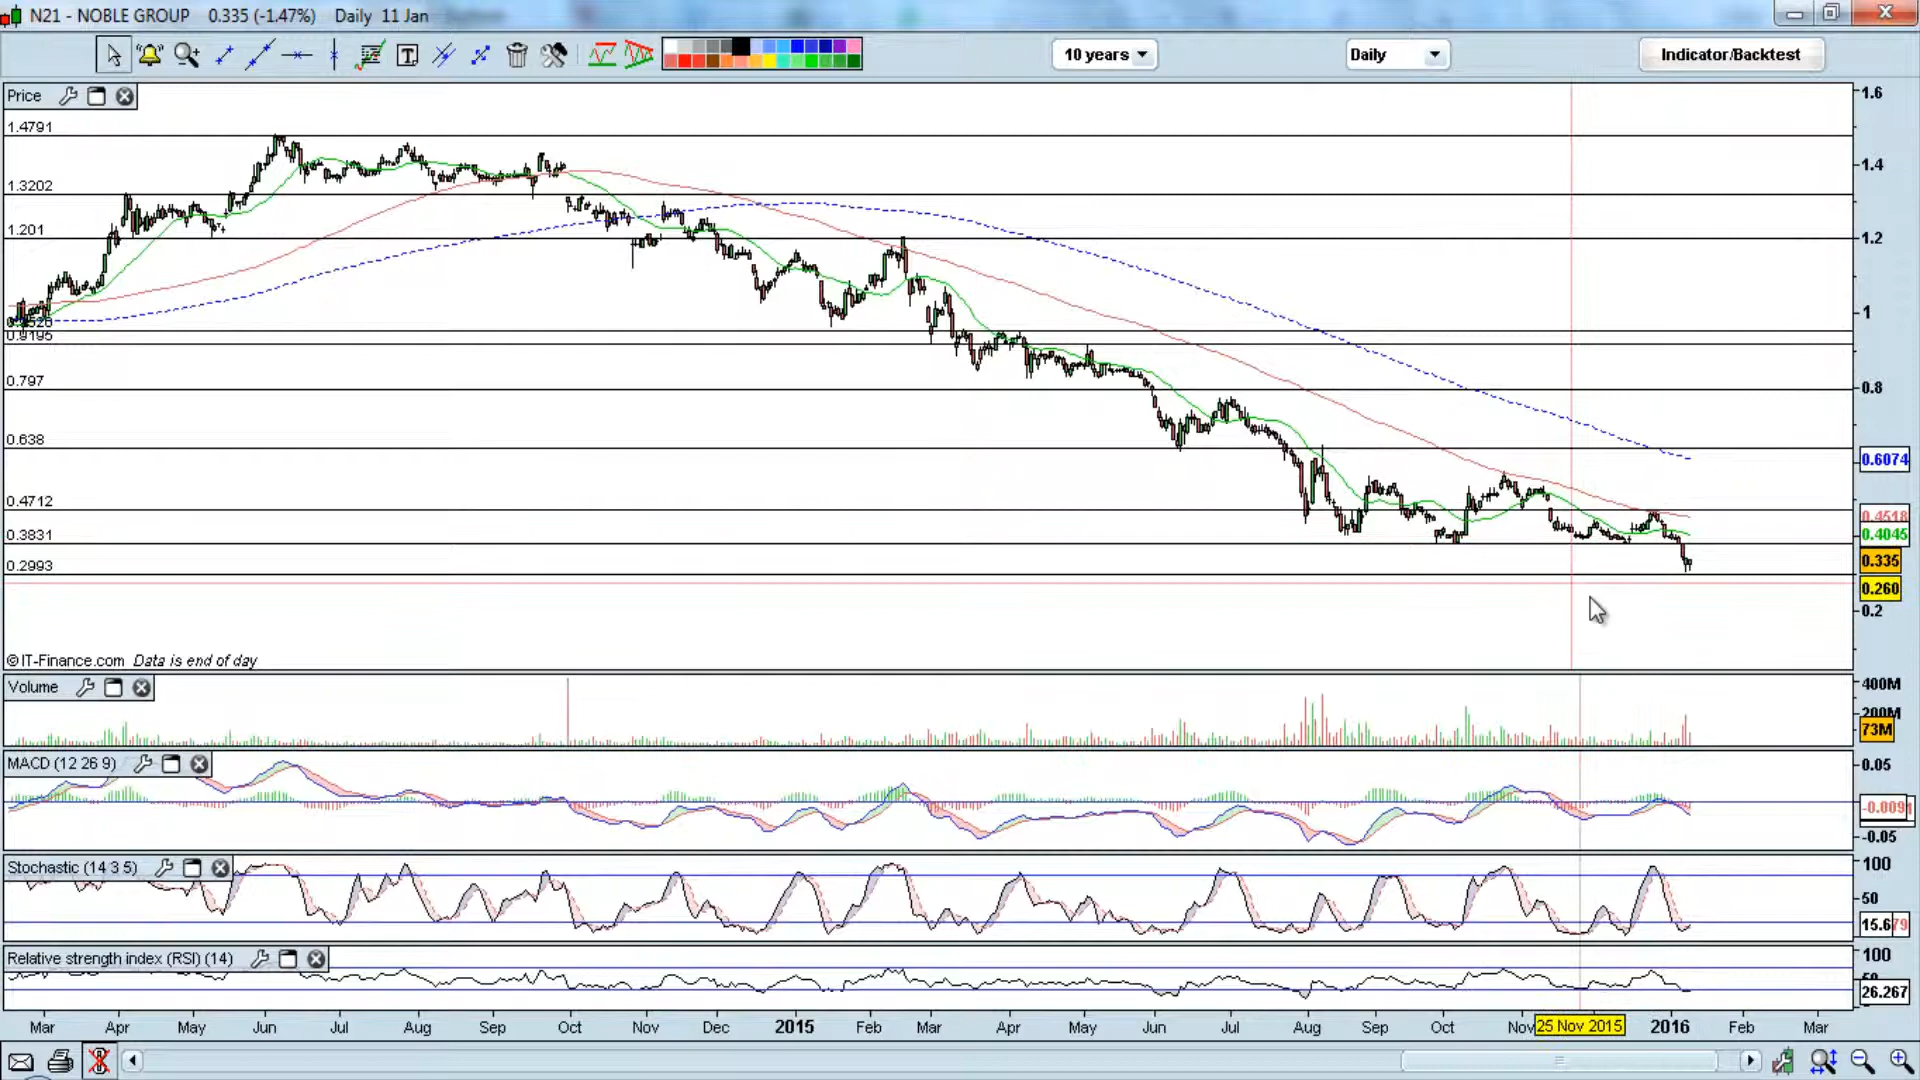 N21 - NOBLE GROUP 0.335 (-1.47%) Daily 11 Jan
10 years Daily Indicator/Backtest
Price
1.6
1.4791
1.4
1.3202
1.201
1.2
1
0.9195
0.797
0.8
0.638
0.6074
0.4712
0.4518
0.4045
0.3831
0.335
0.2993
0.260
0.2
©IT-Finance.com Data is end of day
Volume
400M
200M
73M
MACD (12 26 9)
0.05
-0.0091
-0.05
Stochastic (14 3 5)
100
50
15.679
Relative strength index (RSI) (14)
100
26.267
Mar Apr May Jun Jul Aug Sep Oct Nov Dec 2015 Feb Mar Apr May Jun Jul Aug Sep Oct Nov 25 Nov 2015 2016 Feb Mar